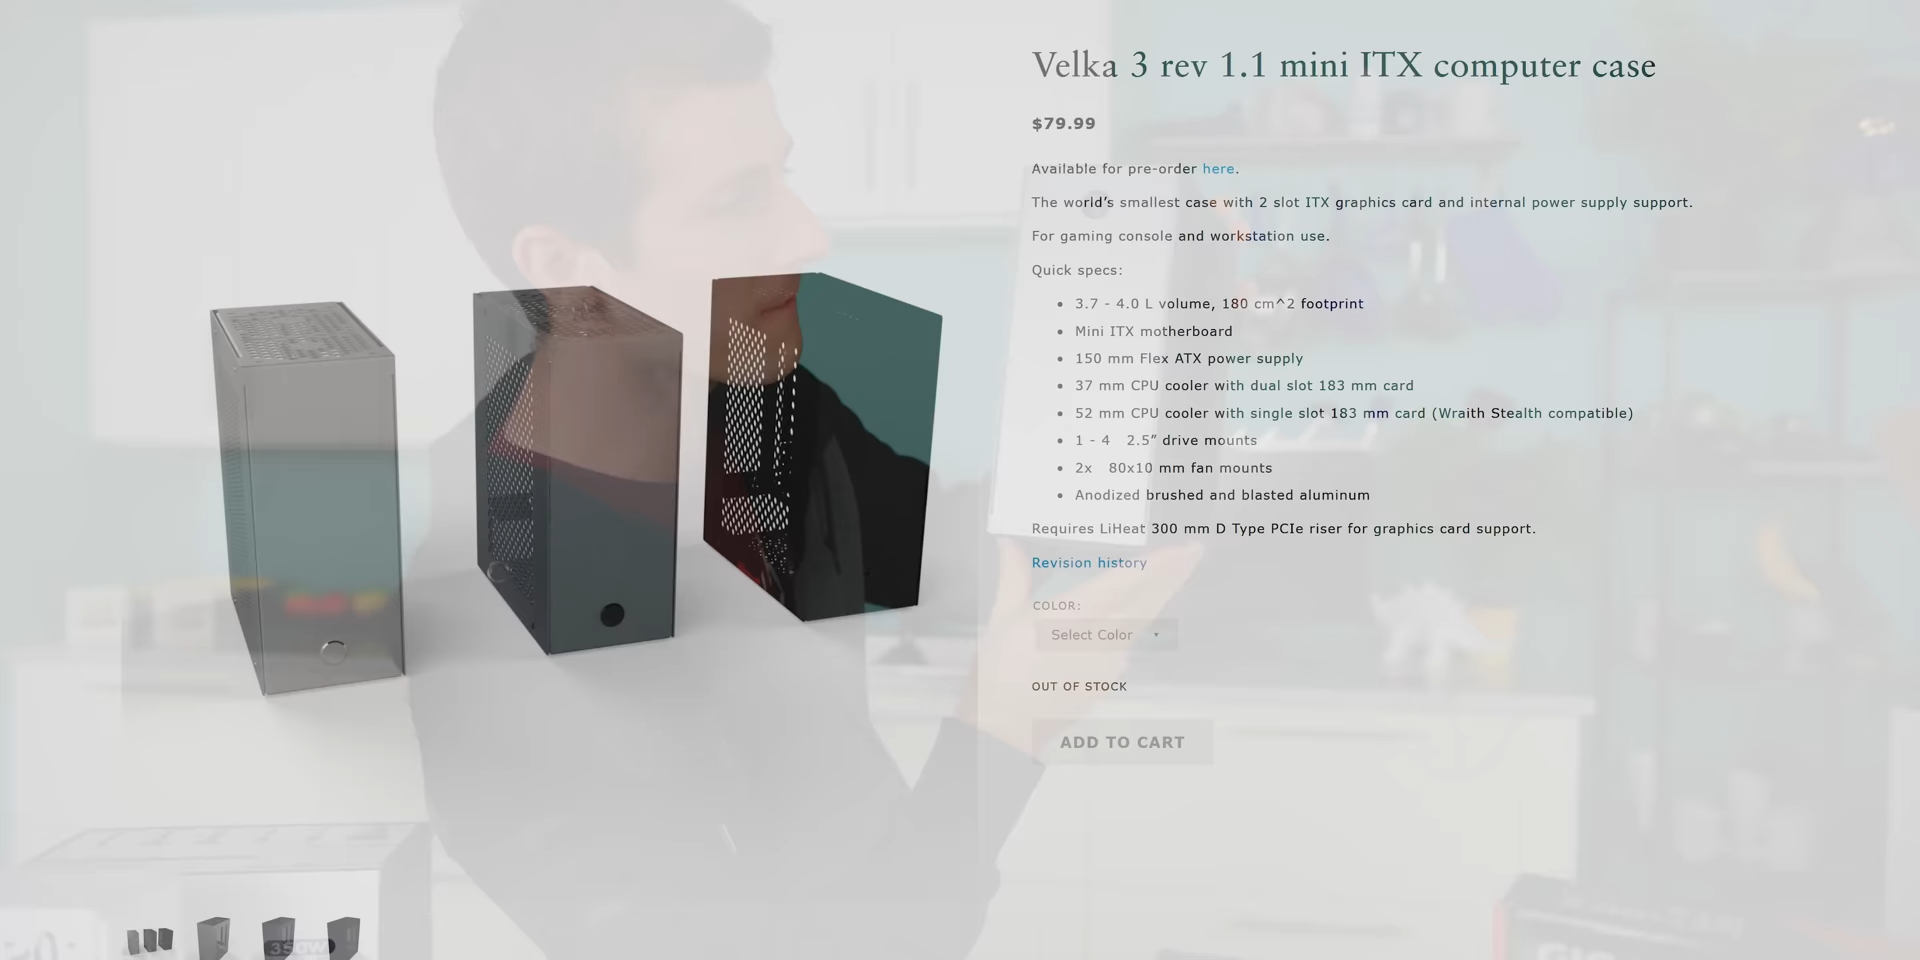 Velka 3 rev 1.1 mini ITX computer case
$79.99
Available for pre-order here.
The world's smallest case with 2 slot ITX graphics card and internal power supply support.
For gaming console and workstation use.
Quick specs:
• 3.7 - 4.0 L volume, 180 cm^2 footprint
• Mini ITX motherboard
• 150 mm Flex ATX power supply
• 37 mm CPU cooler with dual slot 183 mm card
• 52 mm CPU cooler with single slot 183 mm card (Wraith Stealth compatible)
• 1 - 4 2.5” drive mounts
• 2x 80x10 mm fan mounts
• Anodized brushed and blasted aluminum
Requires LiHeat 300 mm D Type PCIe riser for graphics card support.
Revision history
COLOR:
Select Color
OUT OF STOCK
ADD TO CART
350W